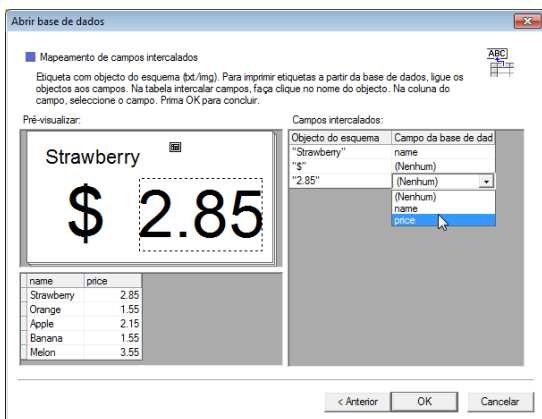 Abrir base de dados
Mapeamento de campos intercalados
ABC
Etiqueta com objecto do esquema (txt/img). Para imprimir etiquetas a partir da base de dados, ligue os
objectos aos campos. Na tabela intercalar campos, faça clique no nome do objecto. Na coluna do
campo, seleccione o campo. Prima OK para concluir.
Pré-visualizar:
Campos intercalados:
Strawberry
$ 2.85
Objecto do esquema Campo da base de dad
"Strawberry" name
"$" (Nenhum)
"2.85" (Nenhum)
(Nenhum)
name
price
name price
Strawberry 2.85
Orange 1.55
Apple 2.15
Banana 1.55
Melon 3.55
< Anterior OK Cancelar